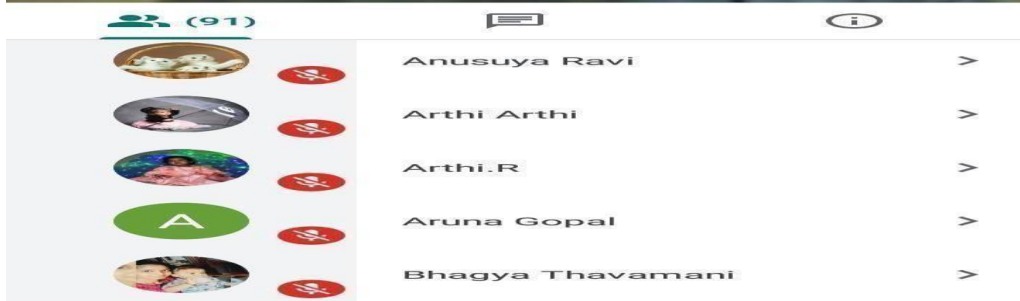 (91)
Anusuya Ravi
Arthi Arthi
Arthi.R
A
Aruna Gopal
Bhagya Thavamani